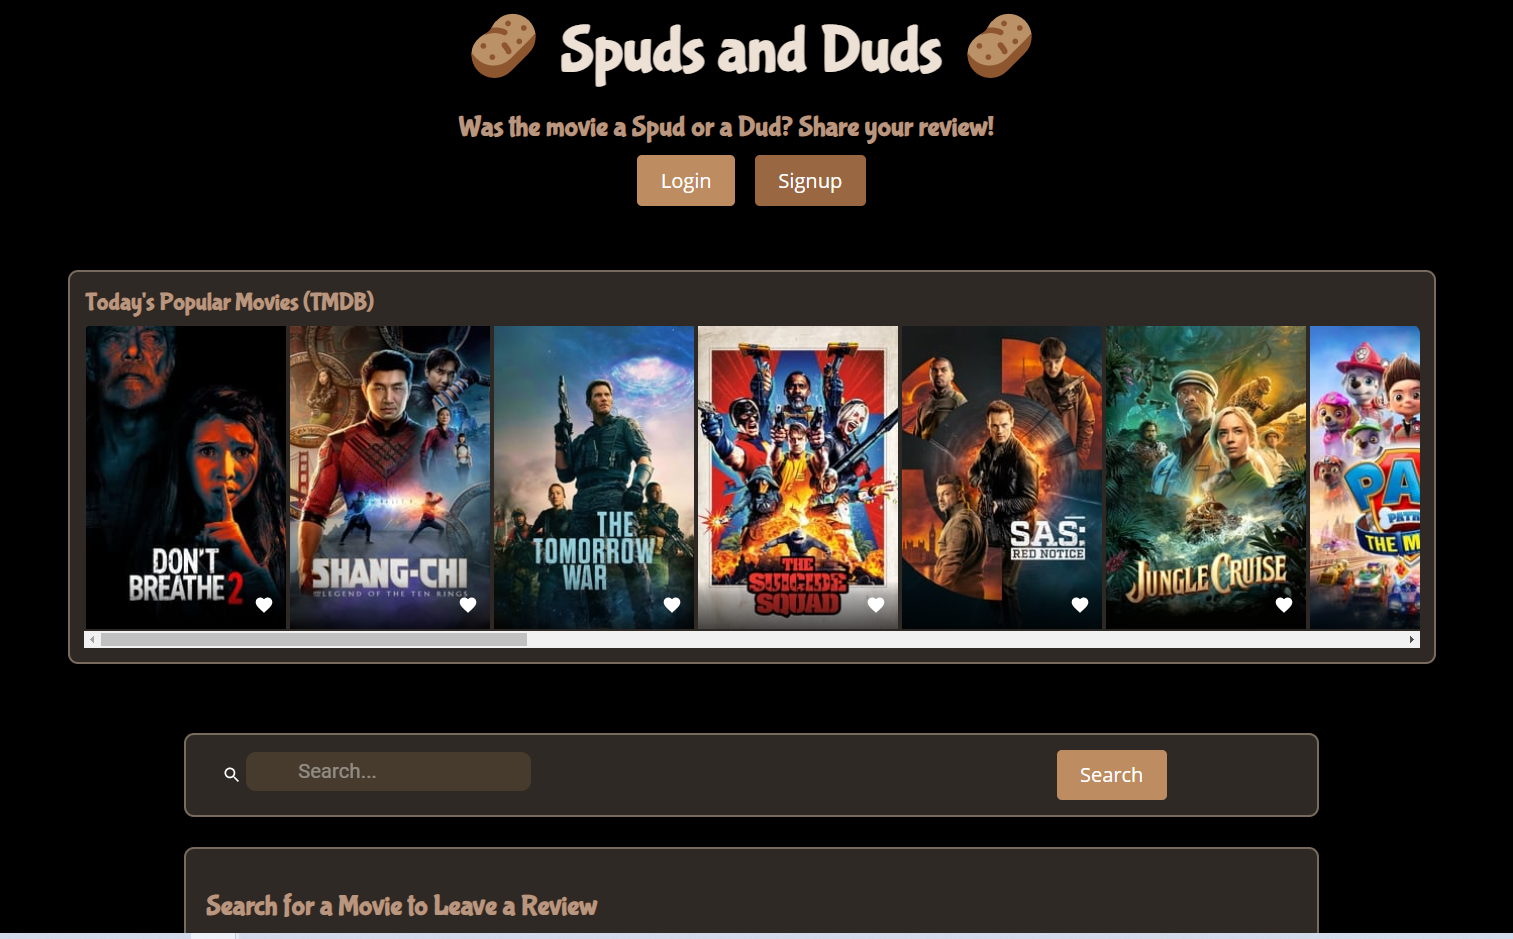 Spuds and Duds
Was the movie a Spud or a Dud? Share your review!
Login
Signup
Today's Popular Movies (TMDB)
DON'T
BREATHE 2
SHANG-CHI
LEGEND OF THE TEN RINGS
THE
TOMORROW
WAR
THE
SUICIDE
SQUAD
SAS:
RED NOTICE
JUNGLE CRUISE
PA
PAT
THE M
Search...
Search
Search for a Movie to Leave a Review